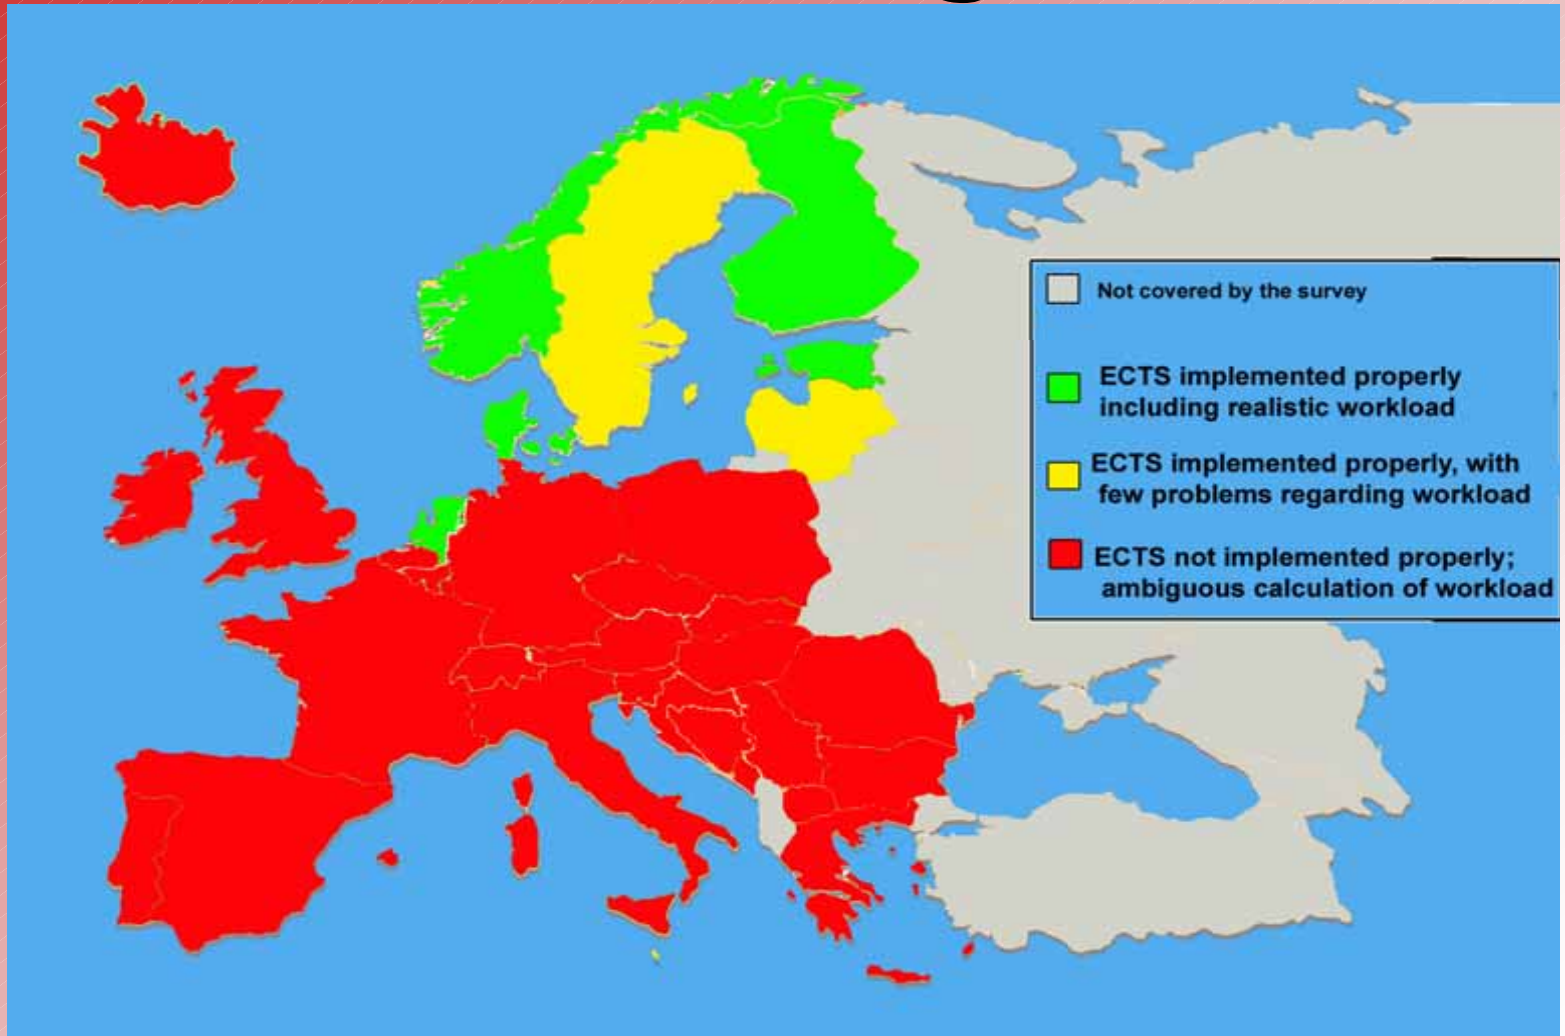 Not covered by the survey
ECTS implemented properly
including realistic workload
ECTS implemented properly, with
few problems regarding workload
ECTS not implemented properly;
ambiguous calculation of workload